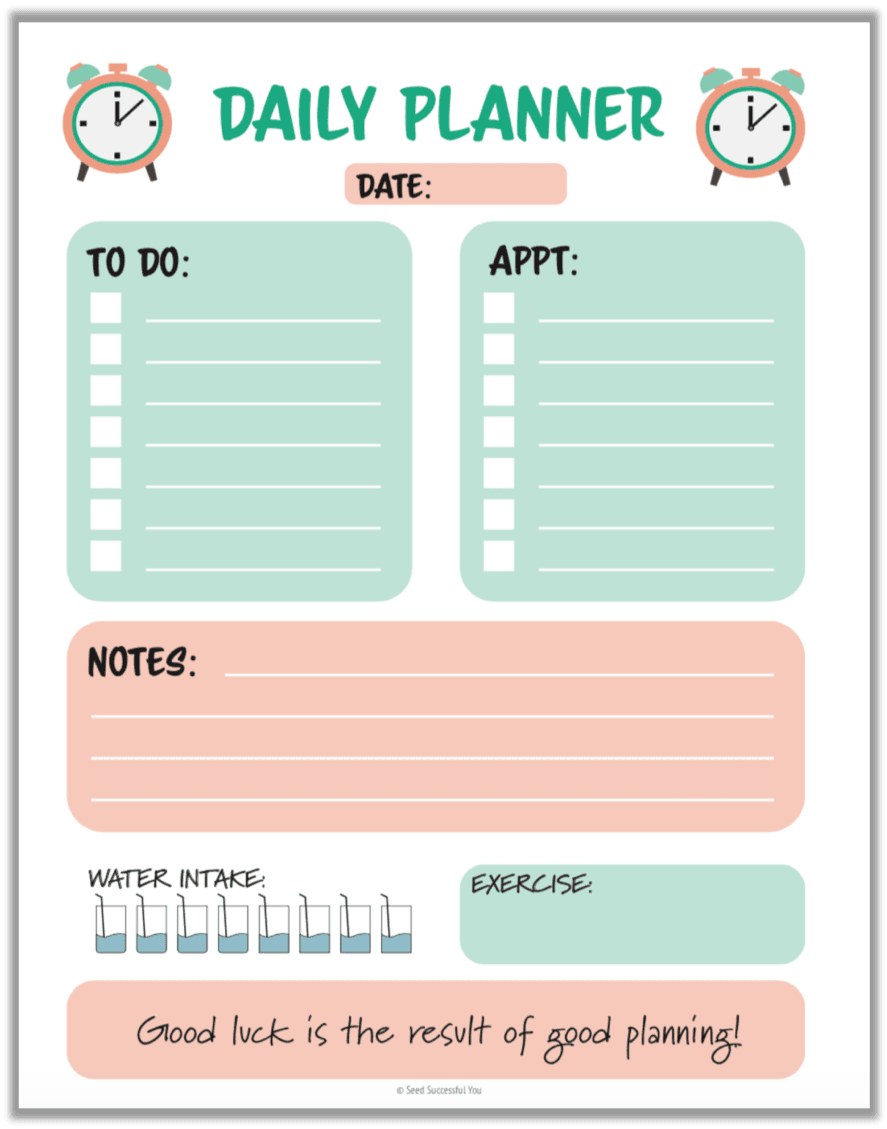 DAILY PLANNER
DATE:
TO DO:
APPT:
NOTES:
WATER INTAKE:
EXERCISE:
Good luck is the result of good planning!
© Seed Successful You